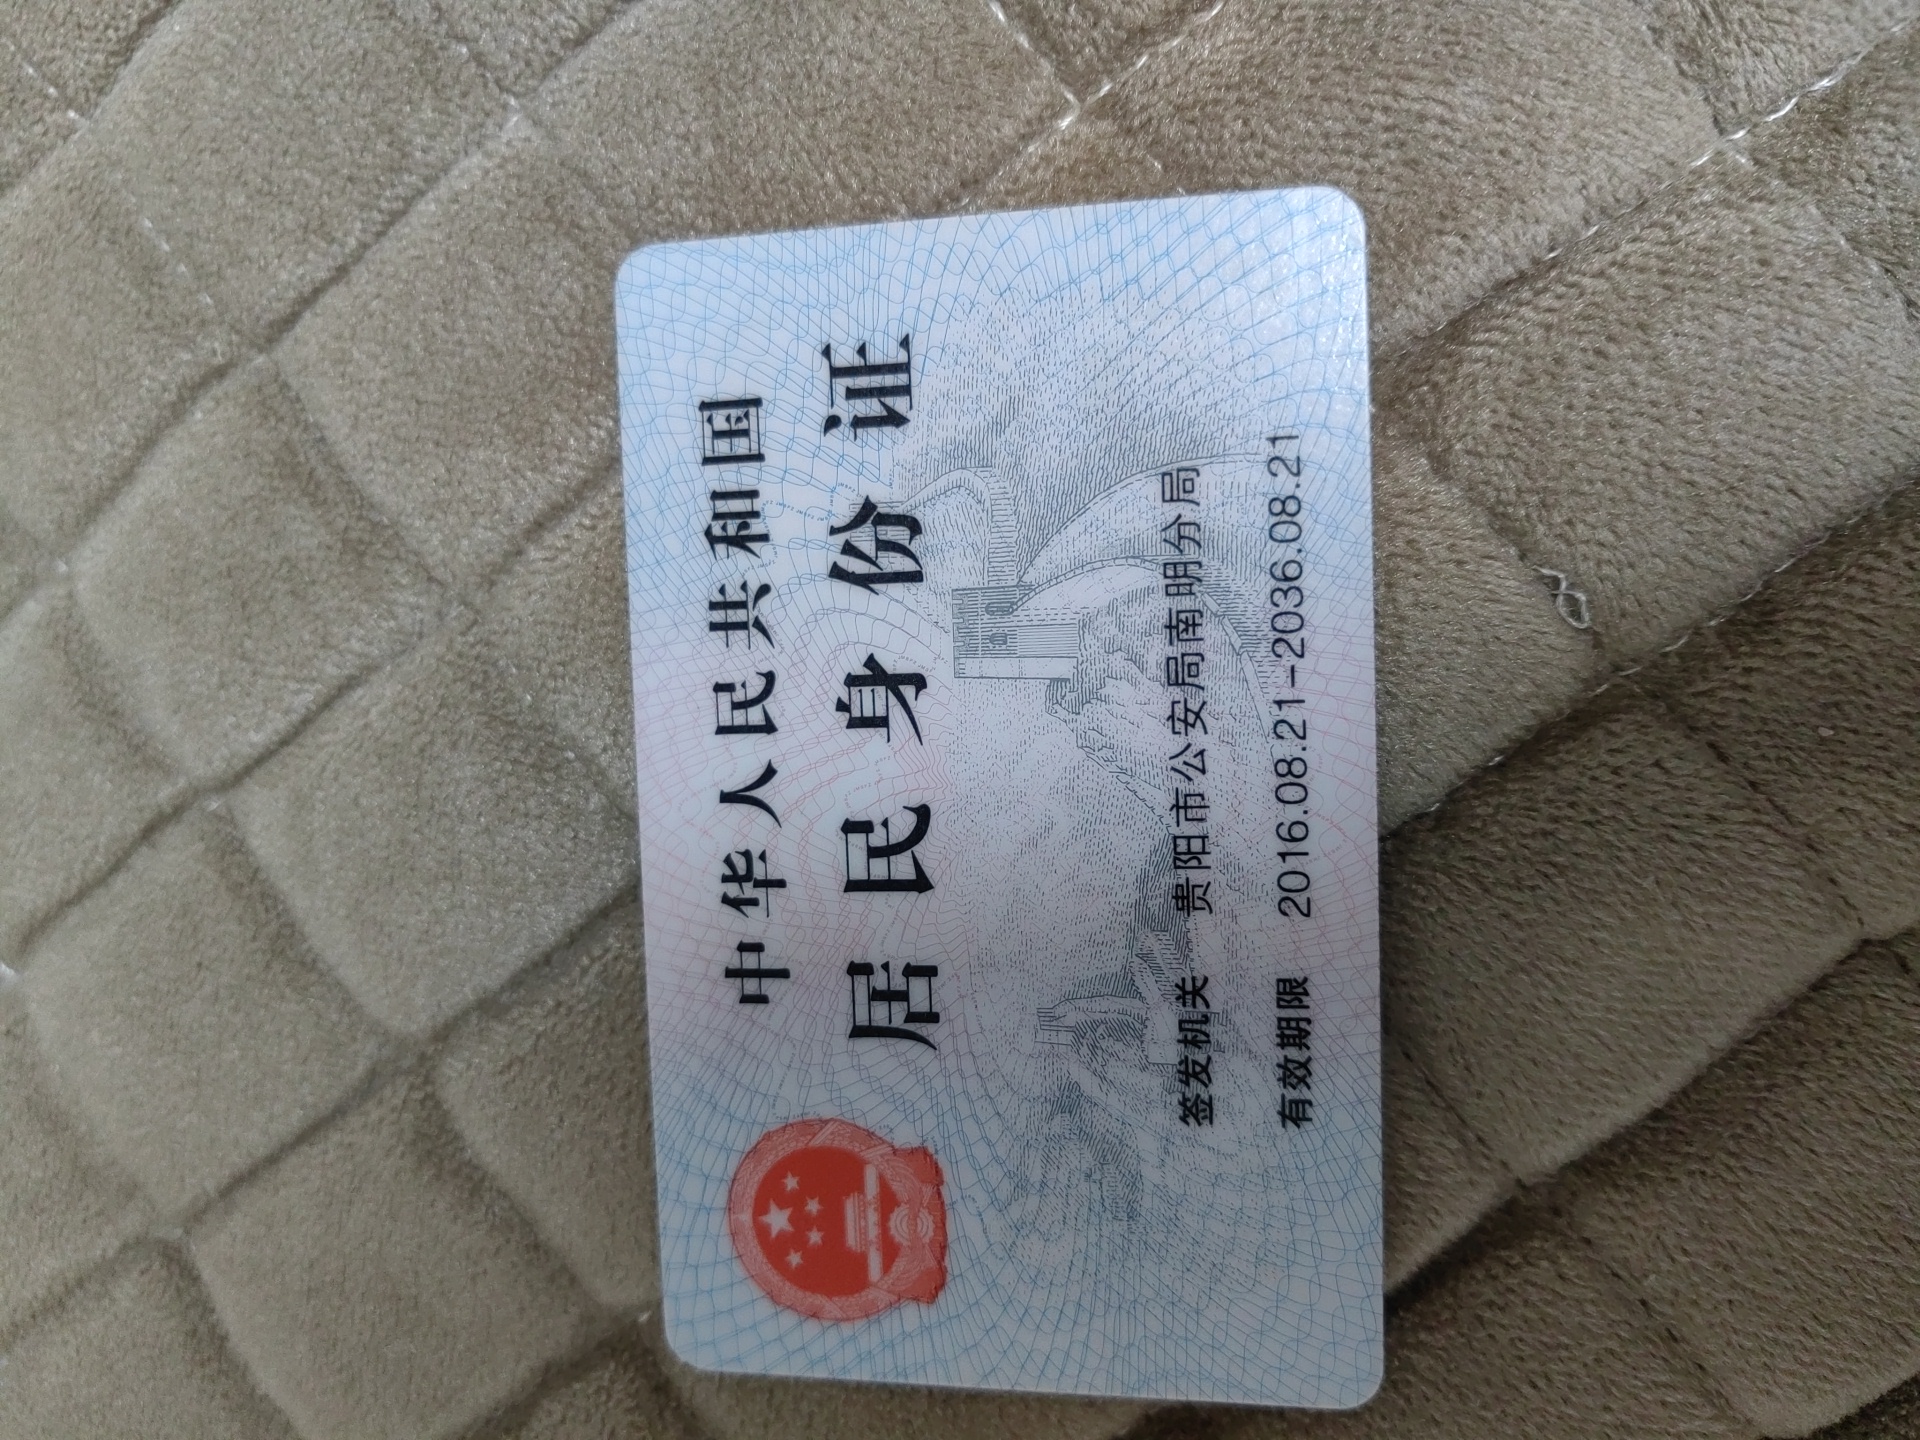 中华人民共和国
居民身份证
签发机关 贵阳市公安局南明分局
有效期限 2016.08.21-2036.08.21